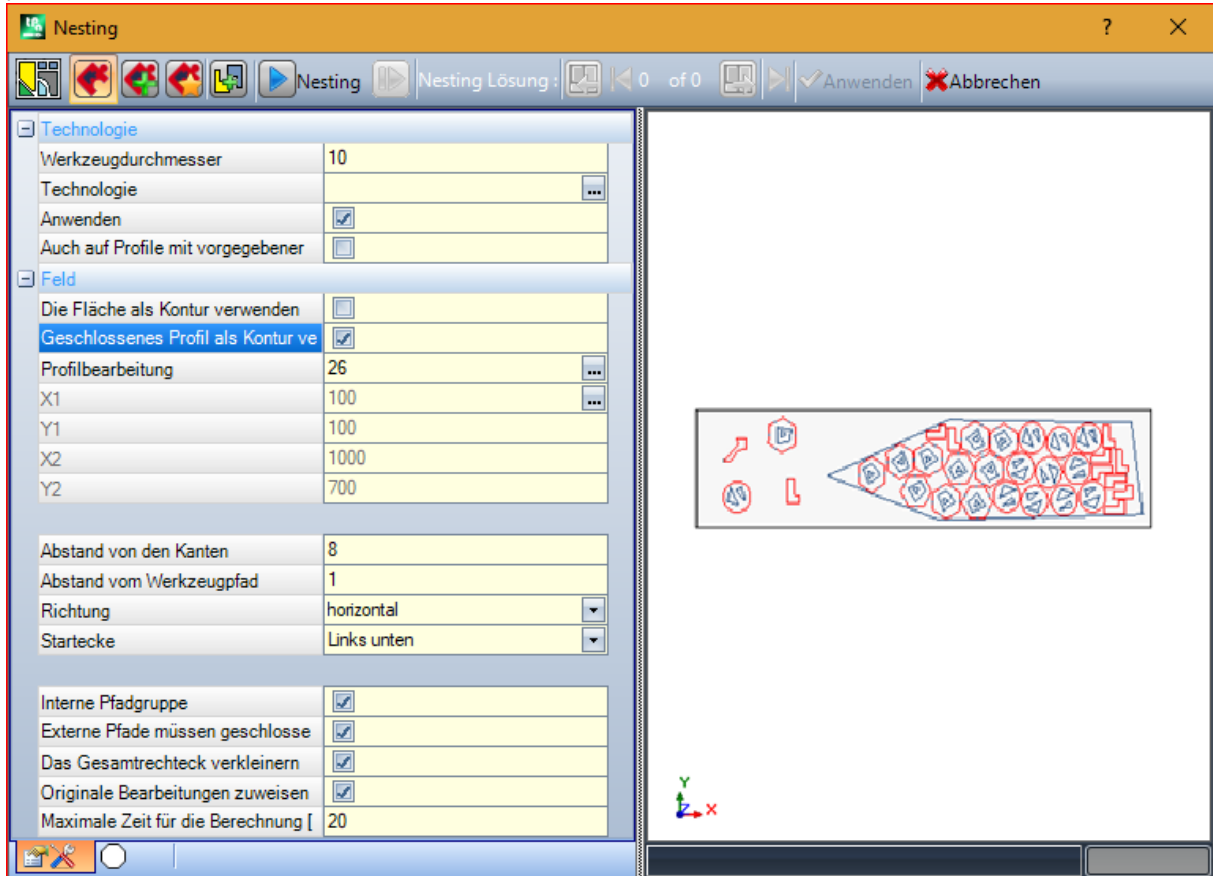 Nesting ? ×
Nesting Nesting Lösung : 0 of 0 Anwenden Abbrechen
Technologie
Werkzeugdurchmesser 10
Technologie ...
Anwenden
Auch auf Profile mit vorgegebener
Feld
Die Fläche als Kontur verwenden
Geschlossenes Profil als Kontur ve
Profilbearbeitung 26 ...
X1 100 ...
Y1 100
X2 1000
Y2 700
Abstand von den Kanten 8
Abstand vom Werkzeugpfad 1
Richtung horizontal
Startecke Links unten
Interne Pfadgruppe
Externe Pfade müssen geschlosse
Das Gesamtrechteck verkleinern
Originale Bearbeitungen zuweisen
Maximale Zeit für die Berechnung [ 20
Y
Z X